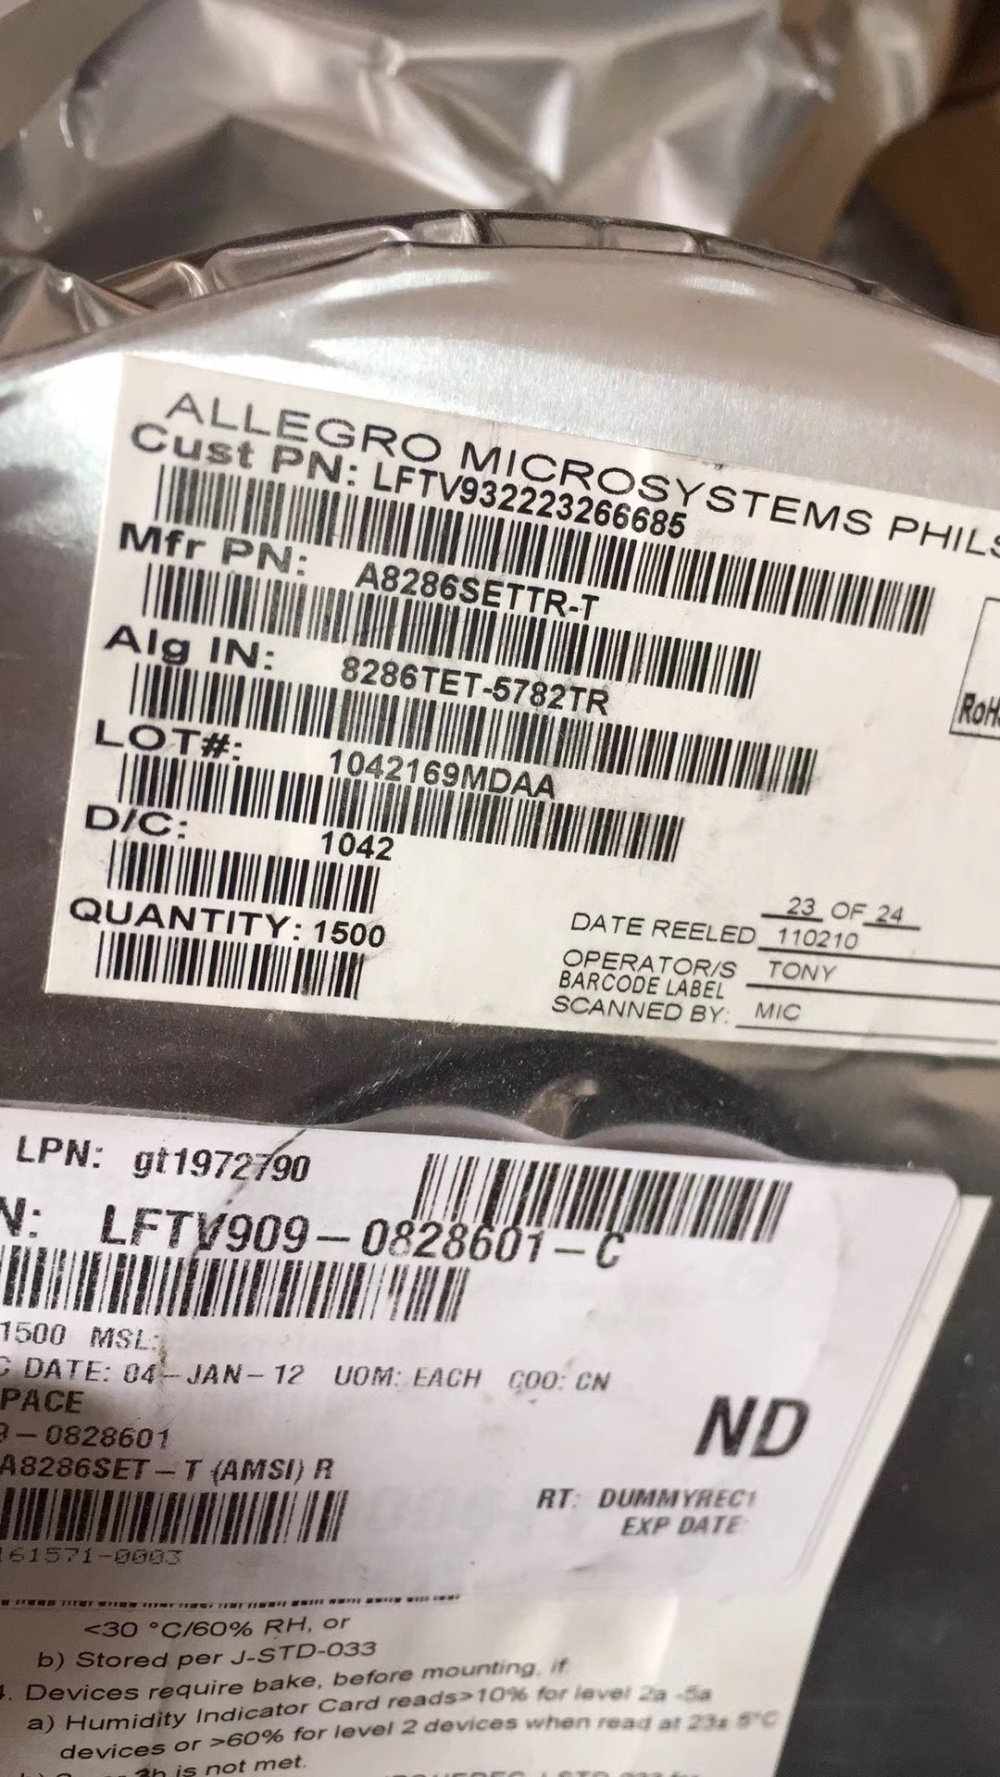 ALLEGRO MICROSYSTEMS PHILS
Cust PN: LFTV932223266685
Mfr PN: A8286SETTR-T
Alg IN: 8286TET-5782TR
LOT#: 1042169MDAA
D/C: 1042
QUANTITY: 1500
RoH
23 OF 24
DATE REELED 110210
OPERATOR/S TONY
BARCODE LABEL
SCANNED BY: MIC
LPN: gt1972790
N: LFTV909-0828601-C
1500 MSL:
C DATE: 04-JAN-12 UOM: EACH COO: CN
PACE
9-0828601
A8286SET-T (AMSI) R
ND
RT: DUMMYREC1
EXP DATE:
161571-0003
<30 °C/60% RH, or
b) Stored per J-STD-033
4. Devices require bake, before mounting, if:
a) Humidity Indicator Card reads>10% for level 2a -5a
devices or >60% for level 2 devices when read at 23± 5°C
is not met.